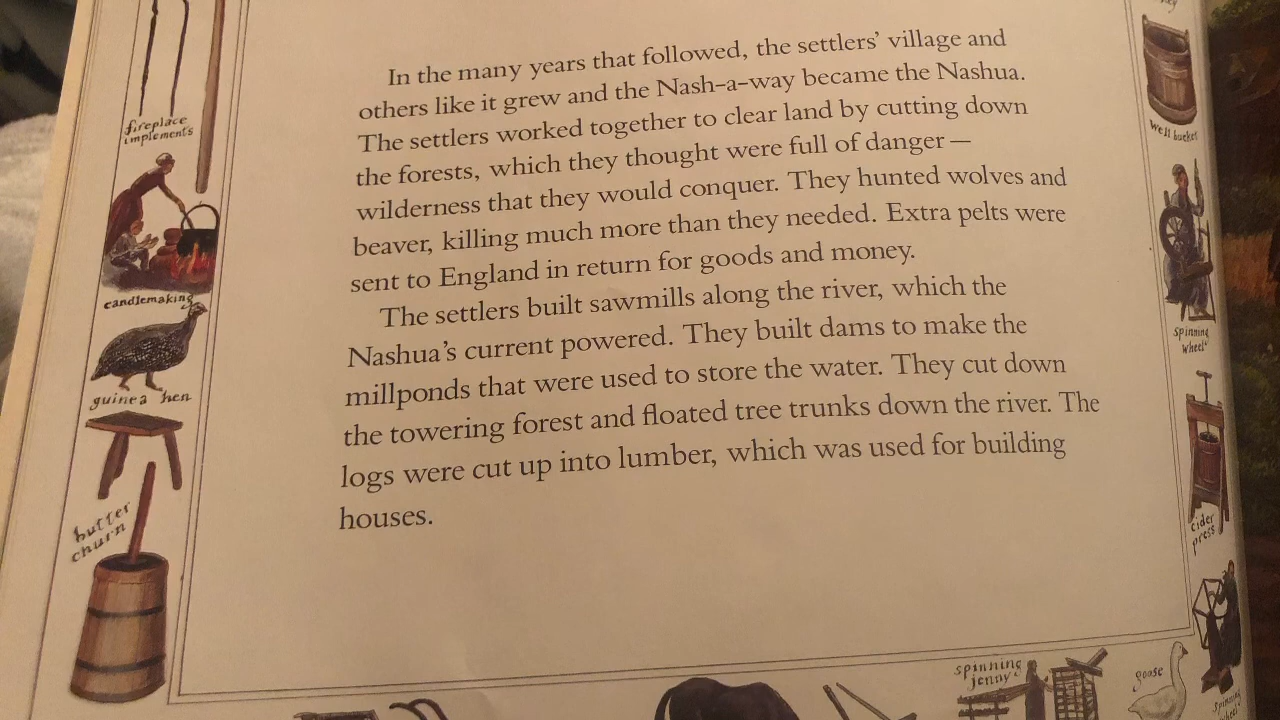 In the many years that followed, the settlers' village and
others like it grew and the Nash-a-way became the Nashua.
The settlers worked together to clear land by cutting down
the forests, which they thought were full of danger—
wilderness that they would conquer. They hunted wolves and
beaver, killing much more than they needed. Extra pelts were
sent to England in return for goods and money.
The settlers built sawmills along the river, which the
Nashua's current powered. They built dams to make the
millponds that were used to store the water. They cut down
the towering forest and floated tree trunks down the river. The
logs were cut up into lumber, which was used for building
houses.
fireplace
implements
candlemaking
guinea hen
butter
churn
well bucket
spinning
wheel
cider
press
spinning
jenny
goose
spinning
wheel